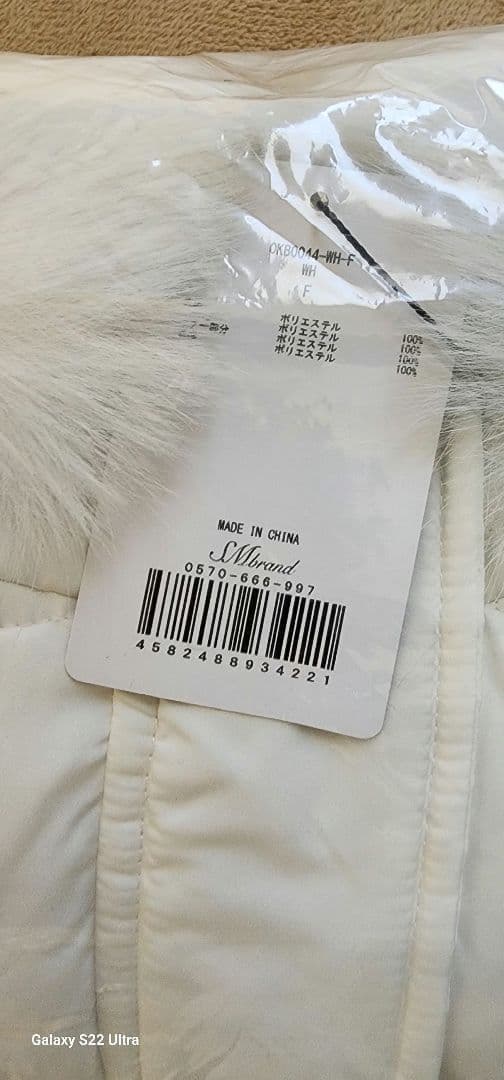 OKB0044-WH-F
WH
F
ポリエステル 100%
ー部分 ポリエステル 100%
ポリエステル 100%
ポリエステル 100%
MADE IN CHINA
SMbrand
0570-666-997
4582488934221
Galaxy S22 Ultra